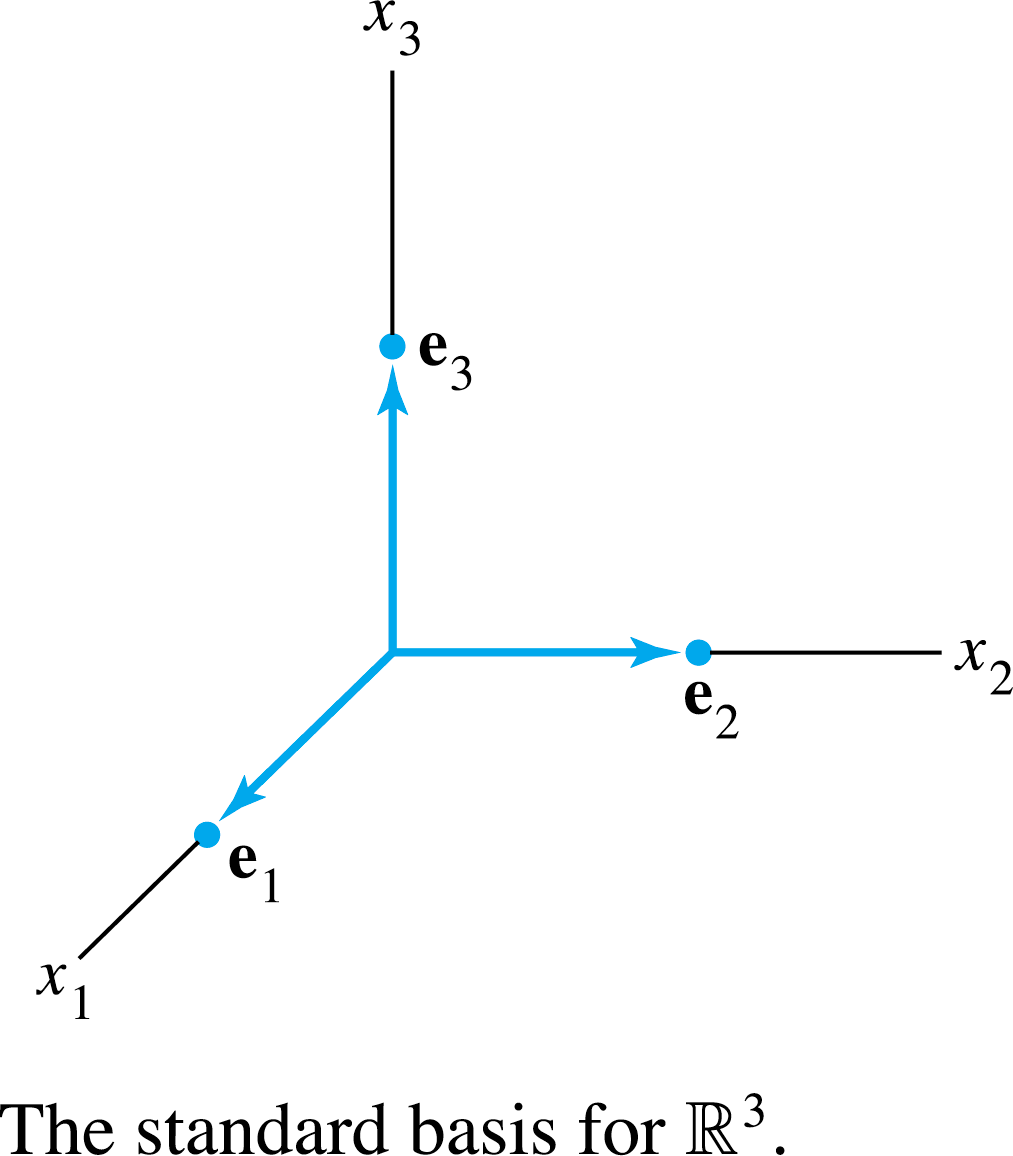 x₃
e₃
x₂
e₂
e₁
x₁
The standard basis for ℝ³.